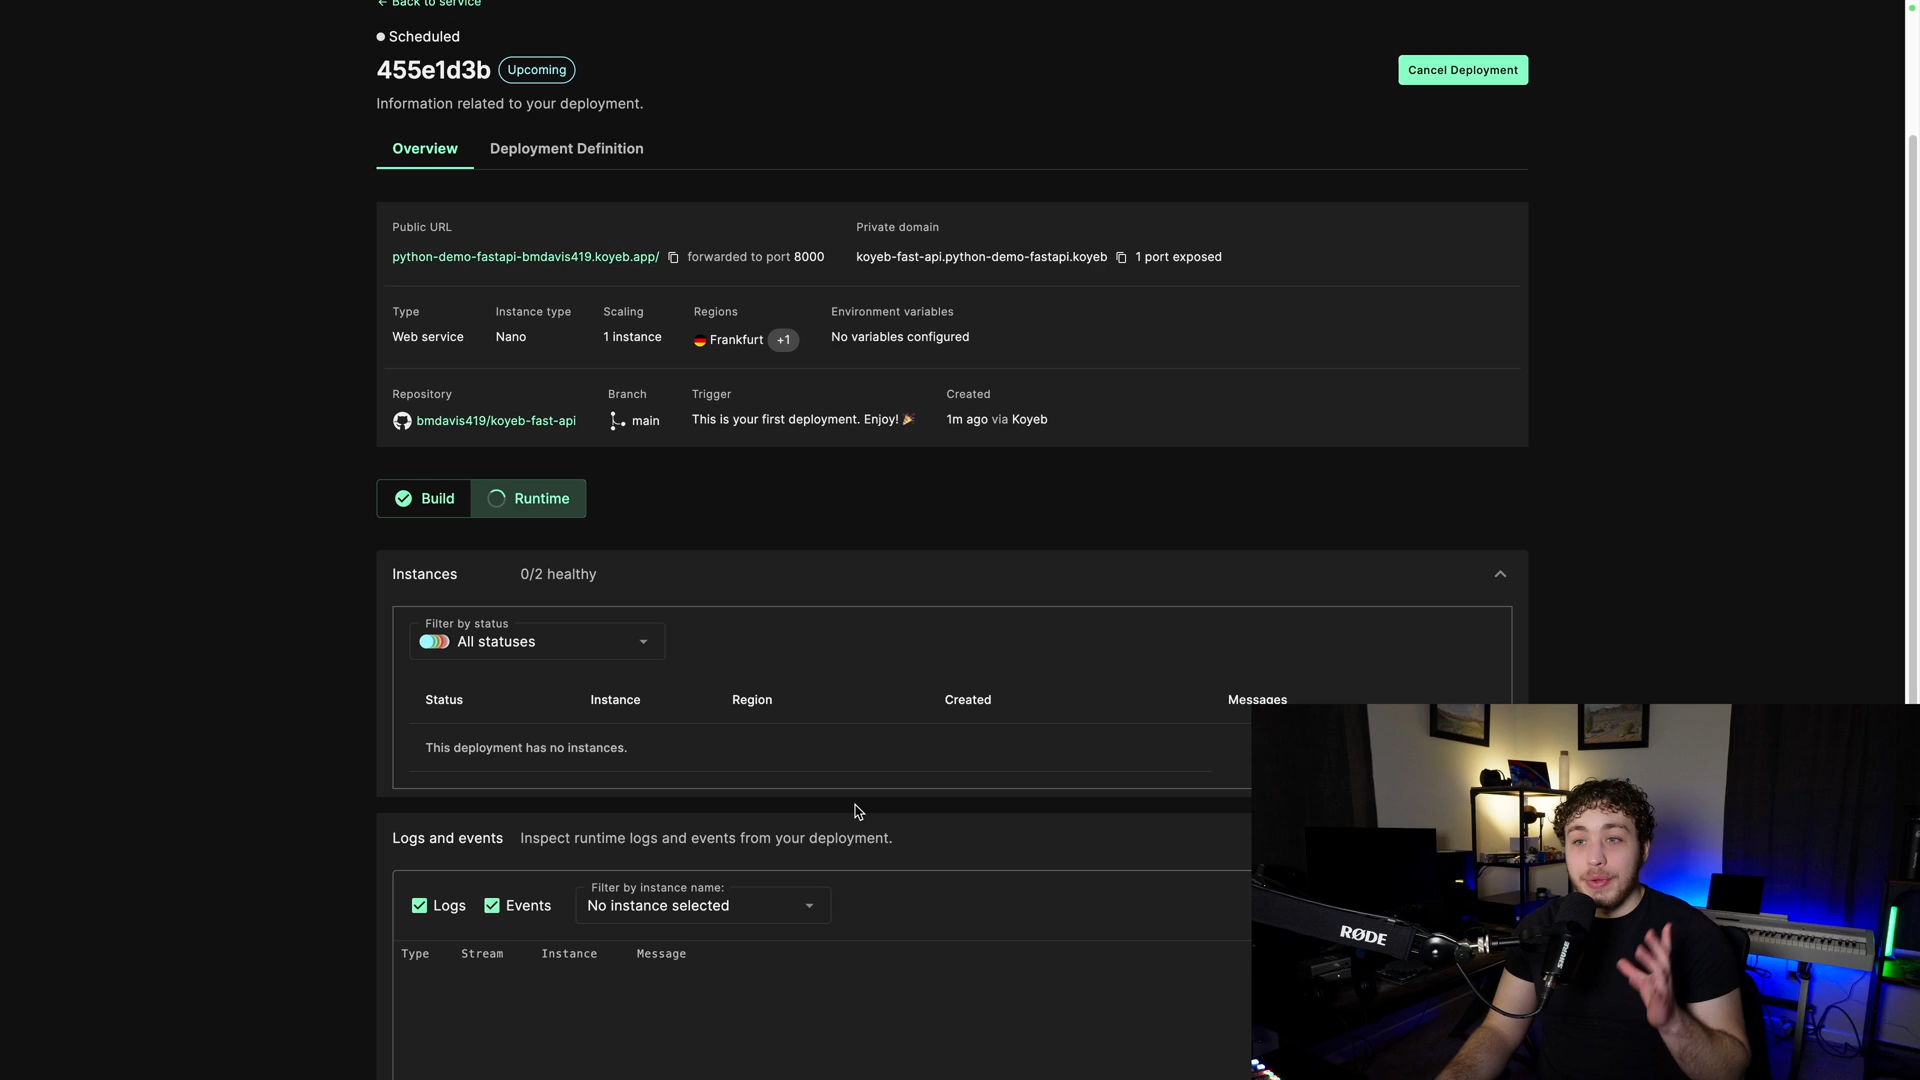 ← Back to service
Scheduled
455e1d3b Upcoming
Cancel Deployment
Information related to your deployment.
Overview Deployment Definition
Public URL Private domain
python-demo-fastapi-bmdavis419.koyeb.app/ forwarded to port 8000 koyeb-fast-api.python-demo-fastapi.koyeb 1 port exposed
Type Instance type Scaling Regions Environment variables
Web service Nano 1 instance Frankfurt +1 No variables configured
Repository Branch Trigger Created
bmdavis419/koyeb-fast-api main This is your first deployment. Enjoy! 🎉 1m ago via Koyeb
Build Runtime
Instances 0/2 healthy
Filter by status
All statuses
Status Instance Region Created Messages
This deployment has no instances.
Logs and events Inspect runtime logs and events from your deployment.
Filter by instance name:
Logs Events No instance selected
Type Stream Instance Message
RØDE
SHURE